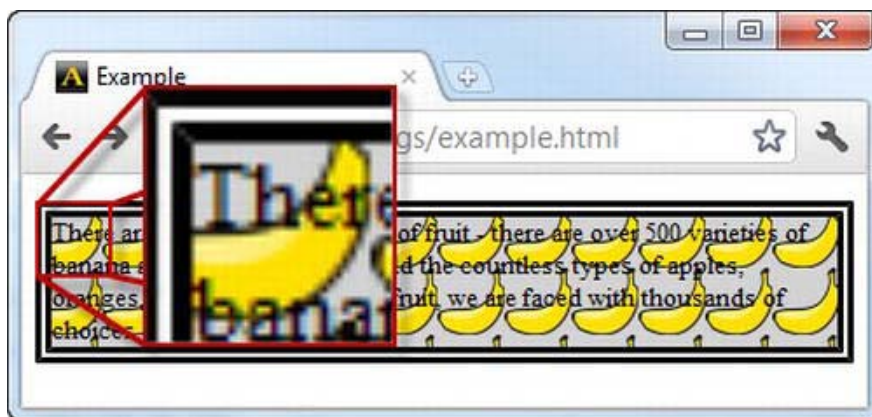 Example
gs/example.html
There ar of fruit - there are over 500 varieties of
banana a d the countless types of apples,
oranges, fruit, we are faced with thousands of
choices.
There
banan